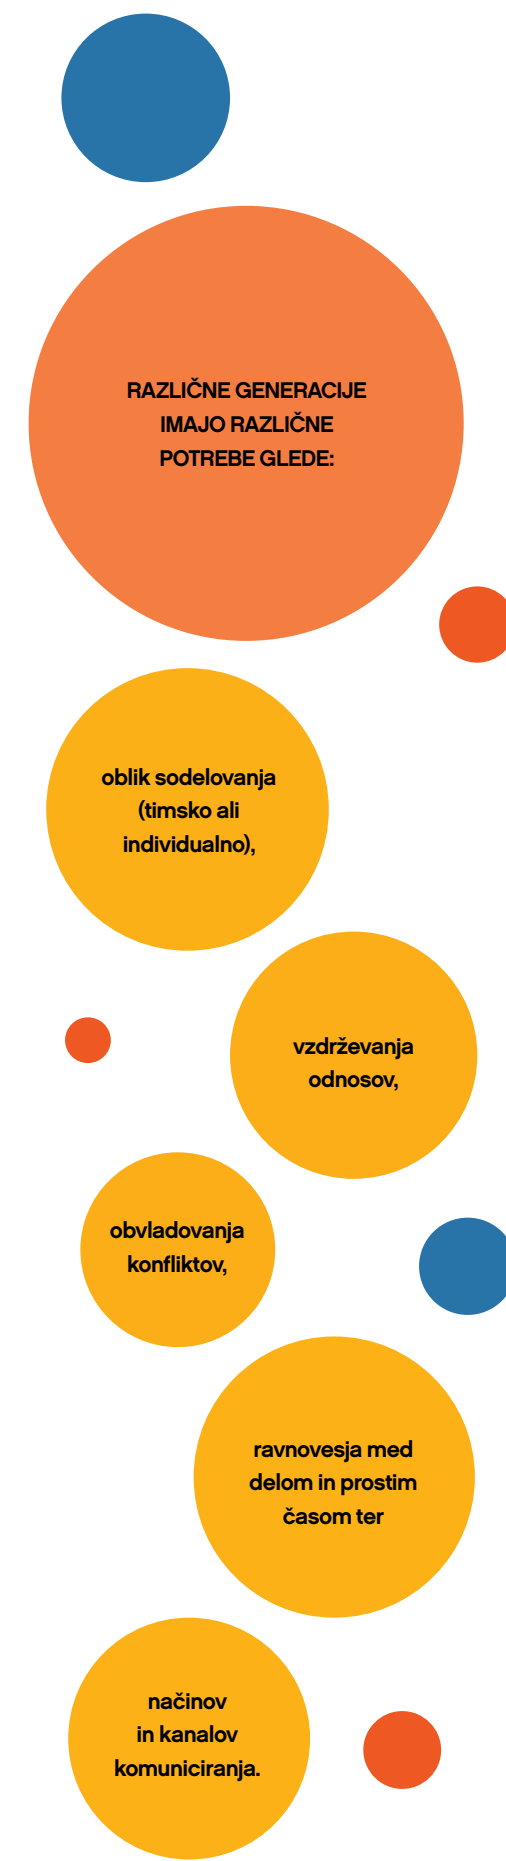 RAZLIČNE GENERACIJE
IMAJO RAZLIČNE
POTREBE GLEDE:
oblik sodelovanja
(timsko ali
individualno),
vzdrževanja
odnosov,
obvladovanja
konfliktov,
ravnovesja med
delom in prostim
časom ter
načinov
in kanalov
komuniciranja.